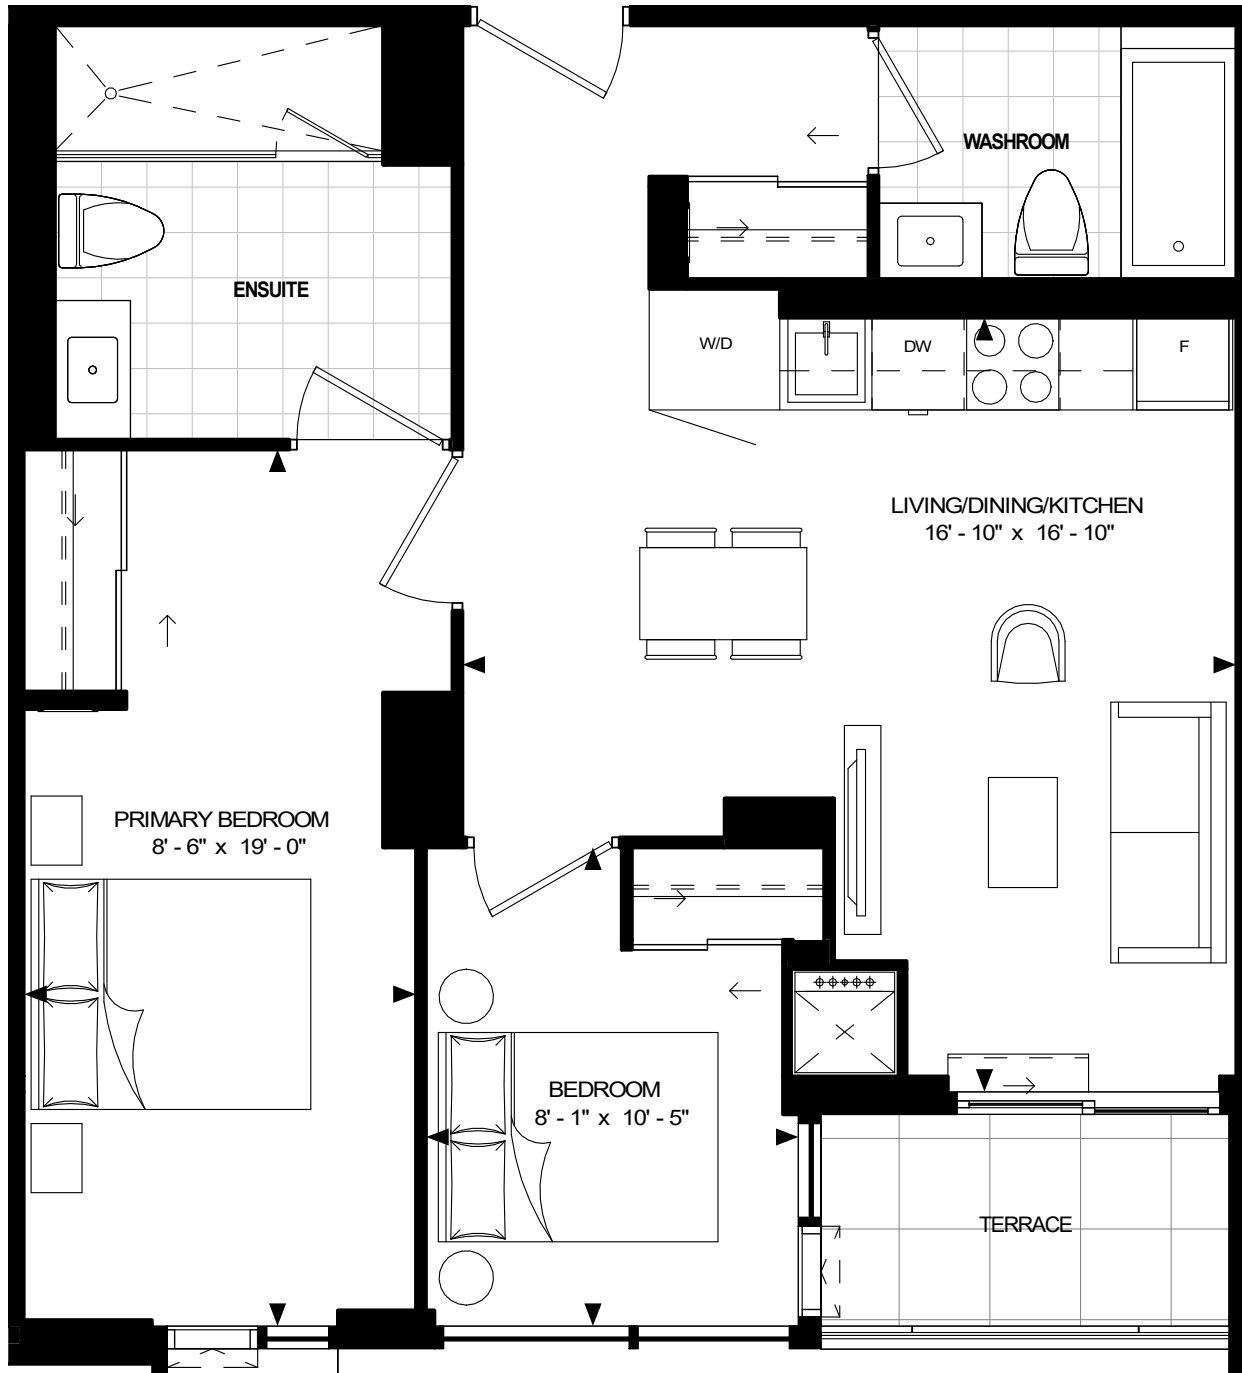 WASHROOM
ENSUITE
W/D
DW
F
LIVING/DINING/KITCHEN
16' - 10" x 16' - 10"
PRIMARY BEDROOM
8' - 6" x 19' - 0"
BEDROOM
8' - 1" x 10' - 5"
TERRACE